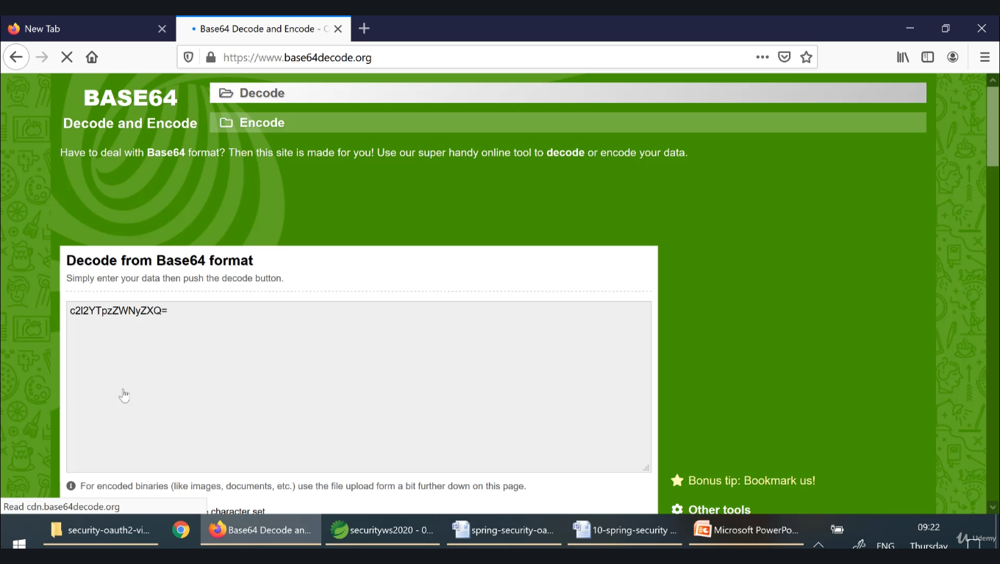 New Tab
Base64 Decode and Encode -
https://www.base64decode.org
BASE64
Decode and Encode
Decode
Encode
Have to deal with Base64 format? Then this site is made for you! Use our super handy online tool to decode or encode your data.
Decode from Base64 format
Simply enter your data then push the decode button.
c2l2YTpzZWNyZXQ=
For encoded binaries (like images, documents, etc.) use the file upload form a bit further down on this page.
Bonus tip: Bookmark us!
Read cdn.base64decode.org
character set.
Other tools
security-oauth2-vi...
Base64 Decode an...
securityws2020 - 0...
spring-security-oa...
10-spring-security ...
Microsoft PowerPo...
09:22
ENG
Thursday
Udemy